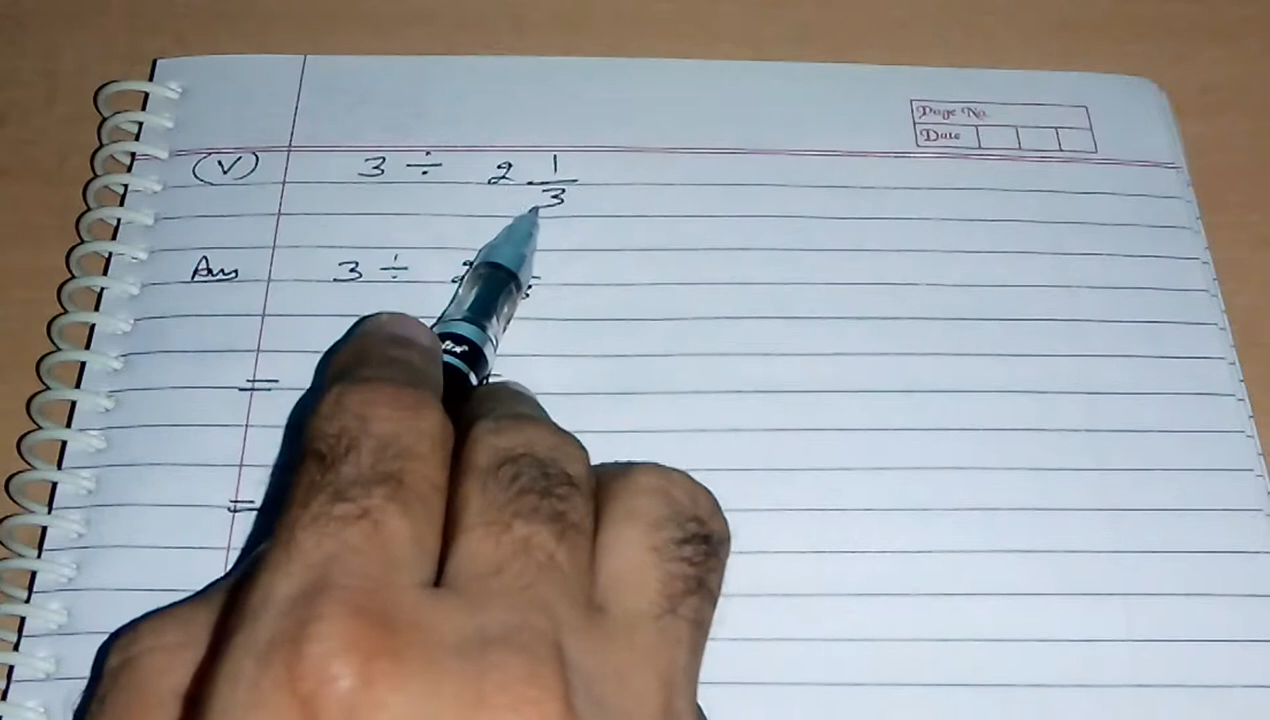 Page No.
Date
(V) 3 ÷ 2 1/3
Ans 3 ÷
=
=